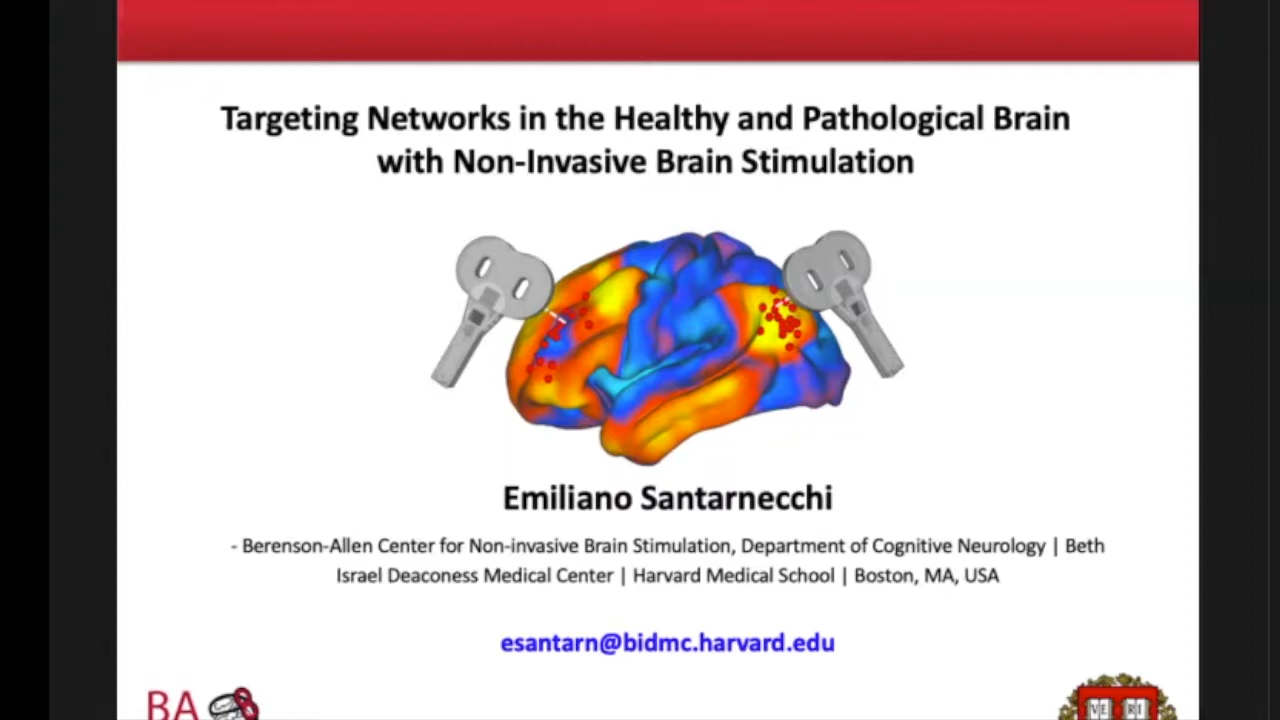 Targeting Networks in the Healthy and Pathological Brain
with Non-Invasive Brain Stimulation
Emiliano Santarnecchi
- Berenson-Allen Center for Non-invasive Brain Stimulation, Department of Cognitive Neurology | Beth
Israel Deaconess Medical Center | Harvard Medical School | Boston, MA, USA
esantarn@bidmc.harvard.edu
BA
VE RI